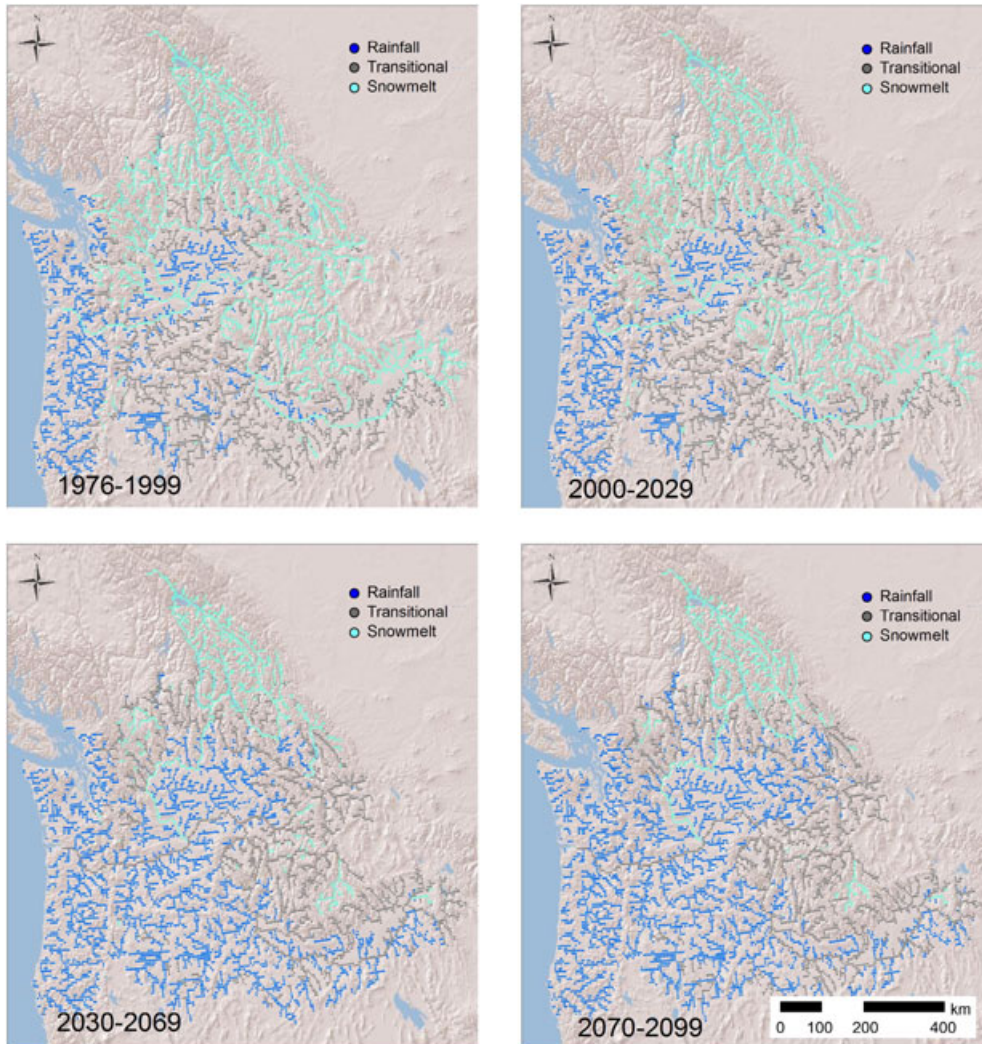 N
Rainfall
Transitional
Snowmelt
1976-1999
N
Rainfall
Transitional
Snowmelt
2000-2029
N
Rainfall
Transitional
Snowmelt
2030-2069
N
Rainfall
Transitional
Snowmelt
2070-2099
km
0 100 200 400